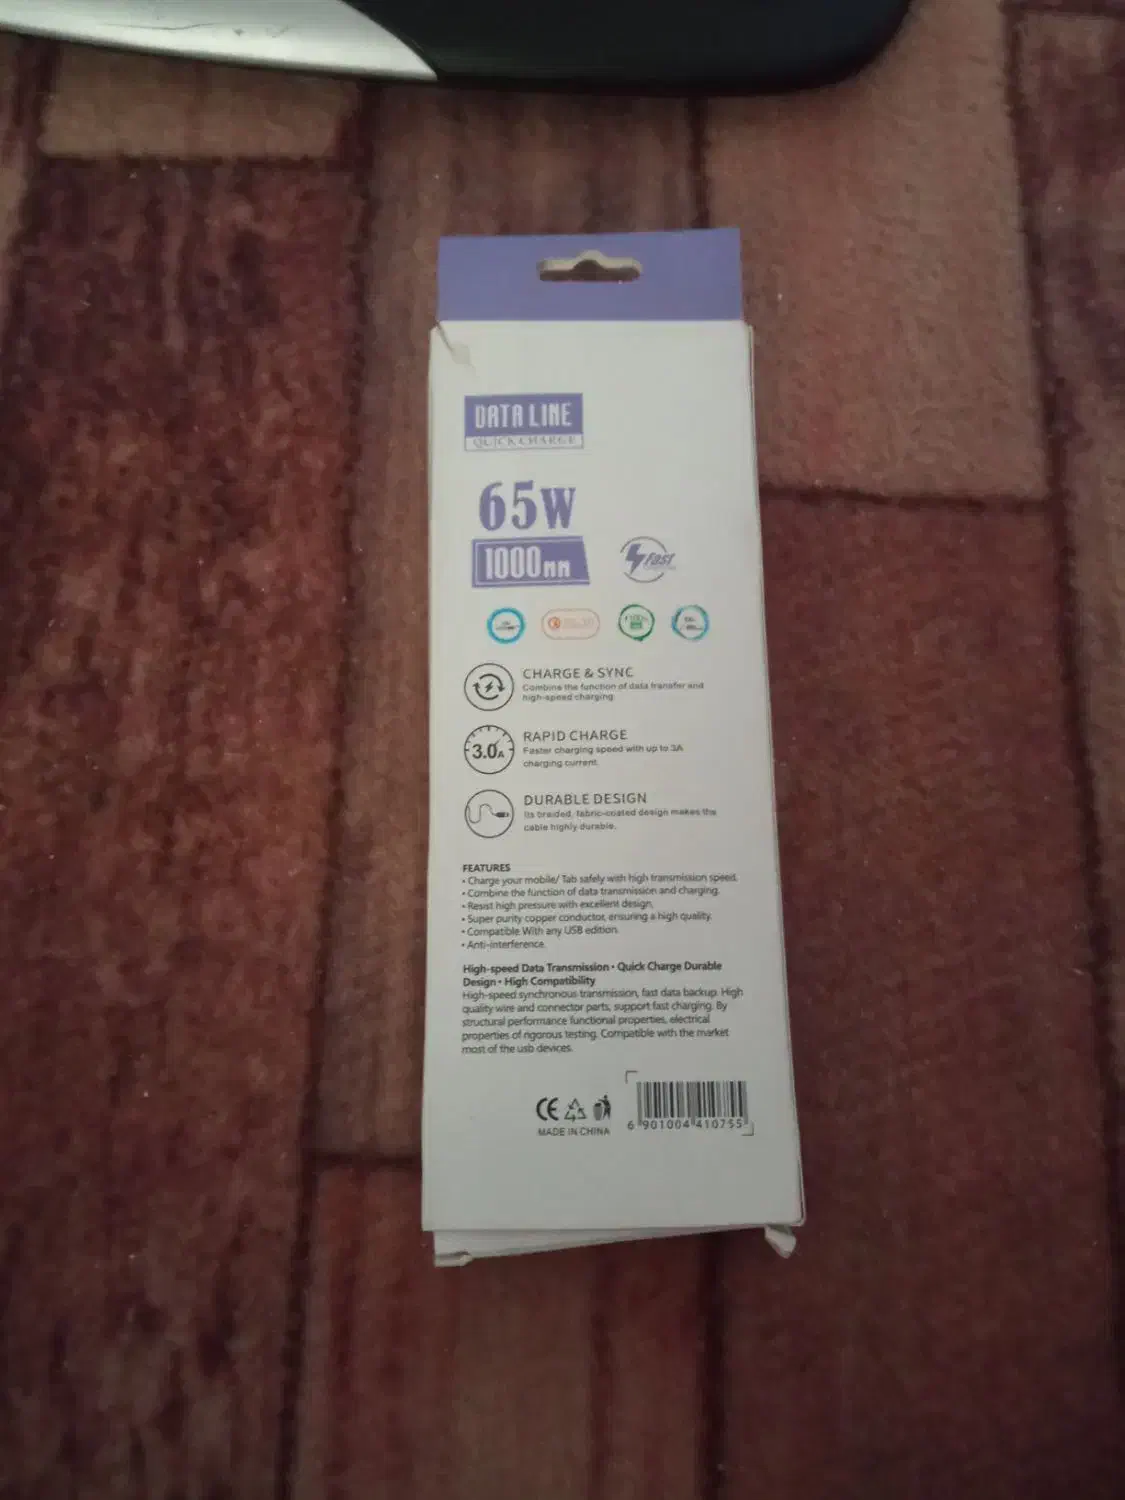 DATA LINE
QUICK CHARGE
65W
1000mm
Fast
100%
CHARGE & SYNC
Combine the function of data transfer and
high-speed charging
3.0A
RAPID CHARGE
Faster charging speed with up to 3A
charging current.
DURABLE DESIGN
Its braided, fabric-coated design makes the
cable highly durable.
FEATURES
• Charge your mobile/ Tab safely with high transmission speed.
• Combine the function of data transmission and charging.
• Resist high pressure with excellent design.
• Super purity copper conductor, ensuring a high quality.
• Compatible With any USB edition.
• Anti-interference.
High-speed Data Transmission • Quick Charge Durable
Design • High Compatibility
High-speed synchronous transmission, fast data backup. High
quality wire and connector parts, support fast charging. By
structural performance functional properties, electrical
properties of rigorous testing. Compatible with the market
most of the usb devices.
CE
MADE IN CHINA
6 901004 410755